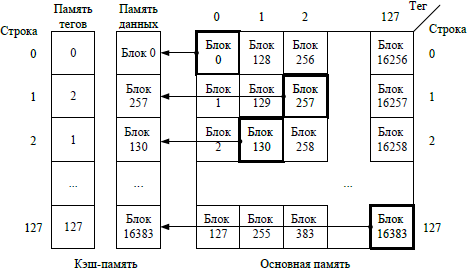 Память тегов
Память данных
Тег
Строка
0 1 2 127
Строка
0 0 Блок 0 Блок 0 Блок 128 Блок 256 Блок 16256 0
1 2 Блок 257 Блок 1 Блок 129 Блок 257 Блок 16257 1
2 1 Блок 130 Блок 2 Блок 130 Блок 258 Блок 16258 2
... ... ...
127 127 Блок 16383 Блок 127 Блок 255 Блок 383 Блок 16383 127
Кэш-память
Основная память